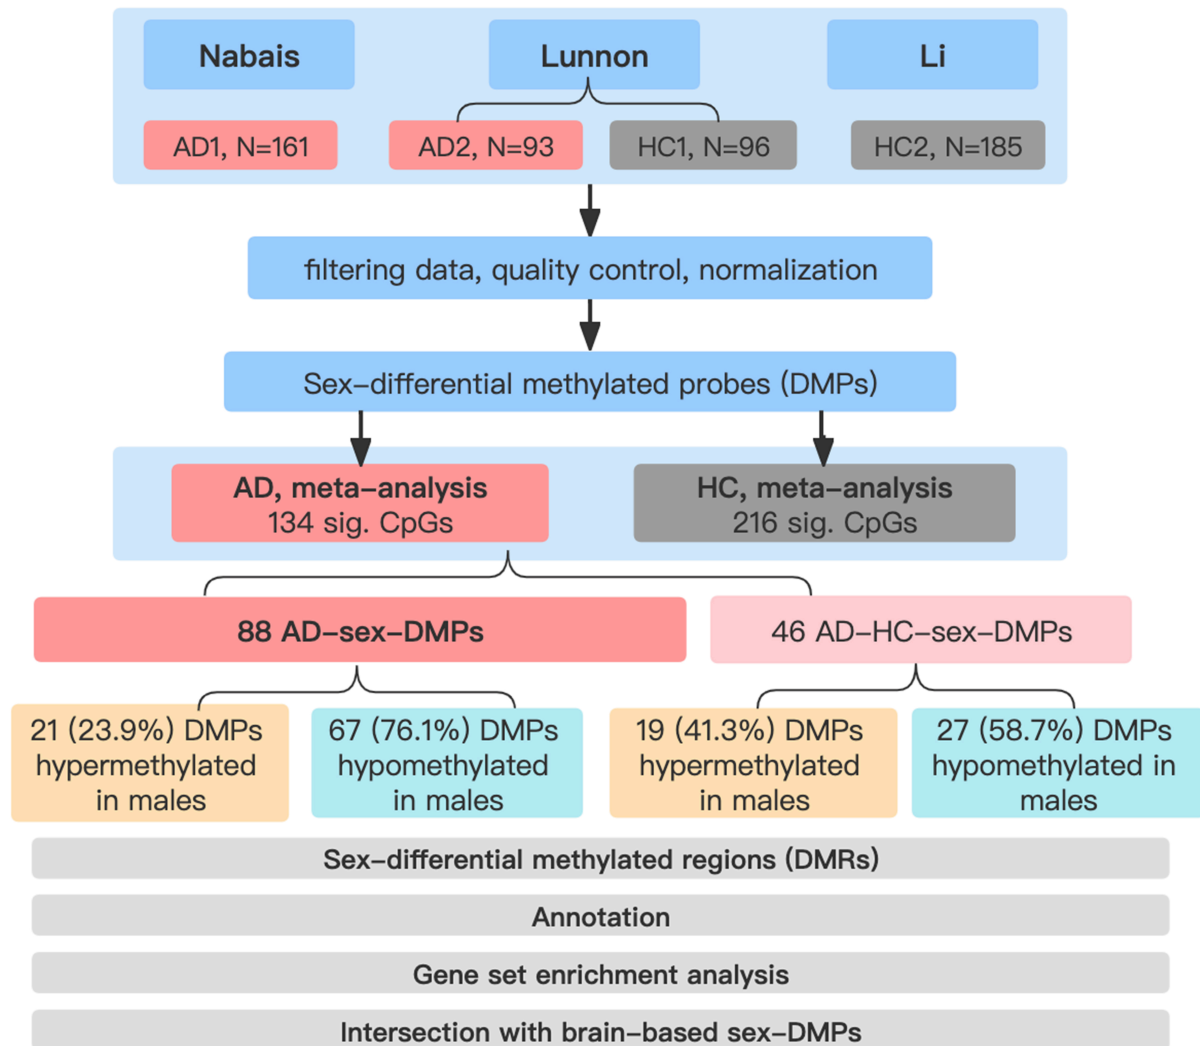 Nabais
Lunnon
Li
AD1, N=161
AD2, N=93
HC1, N=96
HC2, N=185
filtering data, quality control, normalization
Sex–differential methylated probes (DMPs)
AD, meta–analysis
134 sig. CpGs
HC, meta–analysis
216 sig. CpGs
88 AD–sex–DMPs
46 AD–HC–sex–DMPs
21 (23.9%) DMPs
hypermethylated
in males
67 (76.1%) DMPs
hypomethylated
in males
19 (41.3%) DMPs
hypermethylated
in males
27 (58.7%) DMPs
hypomethylated in
males
Sex–differential methylated regions (DMRs)
Annotation
Gene set enrichment analysis
Intersection with brain–based sex–DMPs